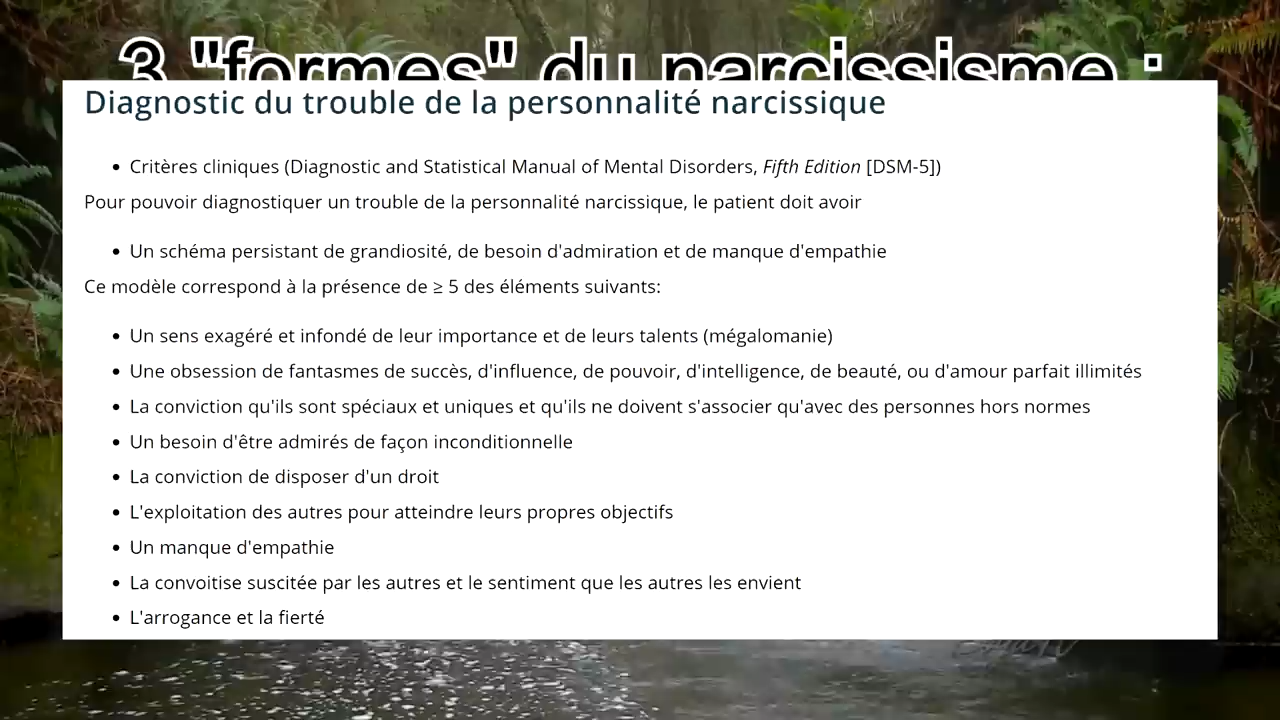 3 "formes" du narcissisme :
Diagnostic du trouble de la personnalité narcissique
• Critères cliniques (Diagnostic and Statistical Manual of Mental Disorders, Fifth Edition [DSM-5])
Pour pouvoir diagnostiquer un trouble de la personnalité narcissique, le patient doit avoir
• Un schéma persistant de grandiosité, de besoin d'admiration et de manque d'empathie
Ce modèle correspond à la présence de ≥ 5 des éléments suivants:
• Un sens exagéré et infondé de leur importance et de leurs talents (mégalomanie)
• Une obsession de fantasmes de succès, d'influence, de pouvoir, d'intelligence, de beauté, ou d'amour parfait illimités
• La conviction qu'ils sont spéciaux et uniques et qu'ils ne doivent s'associer qu'avec des personnes hors normes
• Un besoin d'être admirés de façon inconditionnelle
• La conviction de disposer d'un droit
• L'exploitation des autres pour atteindre leurs propres objectifs
• Un manque d'empathie
• La convoitise suscitée par les autres et le sentiment que les autres les envient
• L'arrogance et la fierté